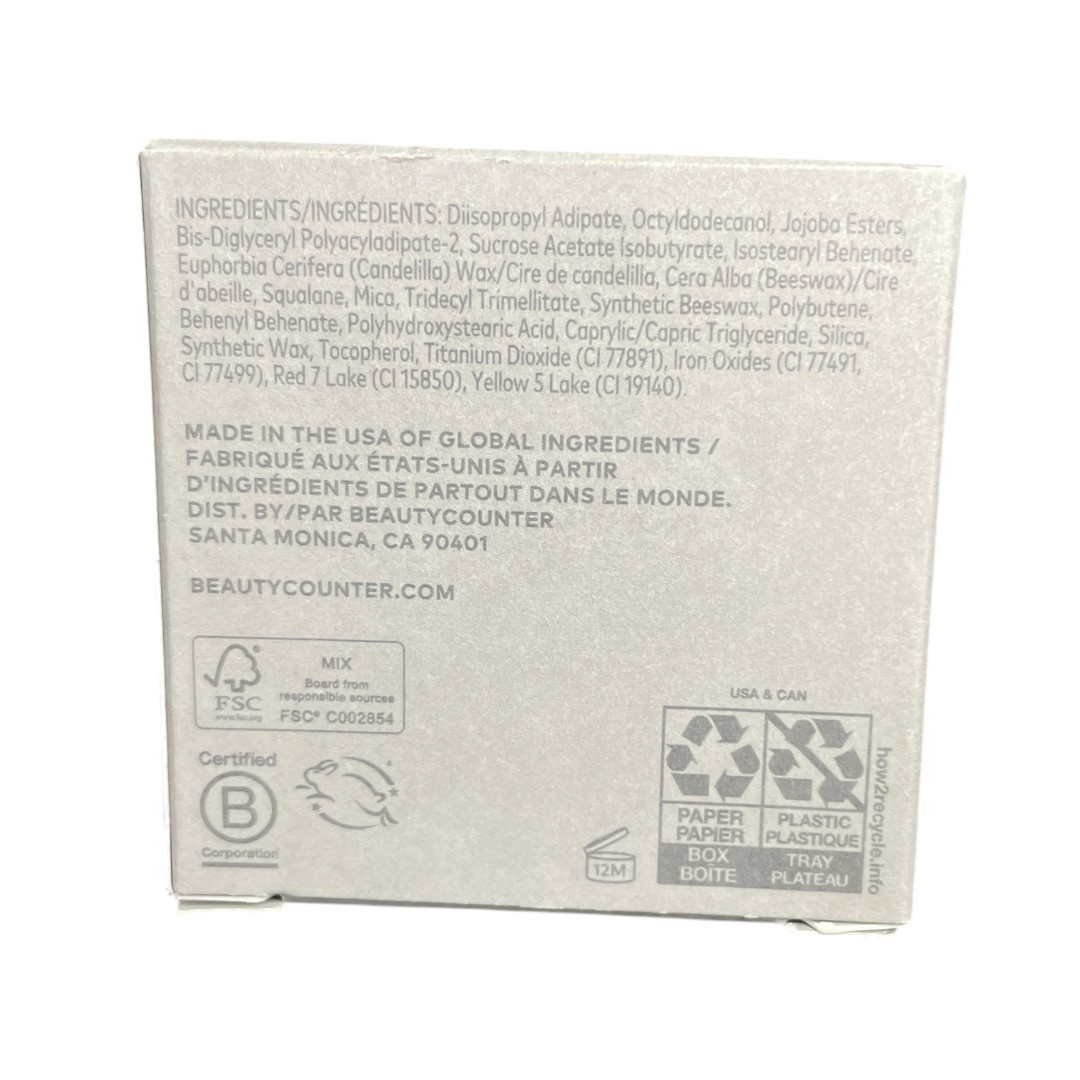 INGREDIENTS/INGRÉDIENTS: Diisopropyl Adipate, Octyldodecanol, Jojoba Esters,
Bis-Diglyceryl Polyacyladipate-2, Sucrose Acetate Isobutyrate, Isostearyl Behenate,
Euphorbia Cerifera (Candelilla) Wax/Cire de candelilla, Cera Alba (Beeswax)/Cire
d'abeille, Squalane, Mica, Tridecyl Trimellitate, Synthetic Beeswax, Polybutene,
Behenyl Behenate, Polyhydroxystearic Acid, Caprylic/Capric Triglyceride, Silica,
Synthetic Wax, Tocopherol, Titanium Dioxide (CI 77891), Iron Oxides (CI 77491,
CI 77499), Red 7 Lake (CI 15850), Yellow 5 Lake (CI 19140).
MADE IN THE USA OF GLOBAL INGREDIENTS /
FABRIQUÉ AUX ÉTATS-UNIS À PARTIR
D'INGRÉDIENTS DE PARTOUT DANS LE MONDE.
DIST. BY/PAR BEAUTYCOUNTER
SANTA MONICA, CA 90401
BEAUTYCOUNTER.COM
FSC
www.fsc.org
MIX
Board from
responsible sources
FSC® C002854
Certified
B
Corporation
12M
USA & CAN
PAPER
PAPIER
BOX
BOÎTE
PLASTIC
PLASTIQUE
TRAY
PLATEAU
how2recycle.info